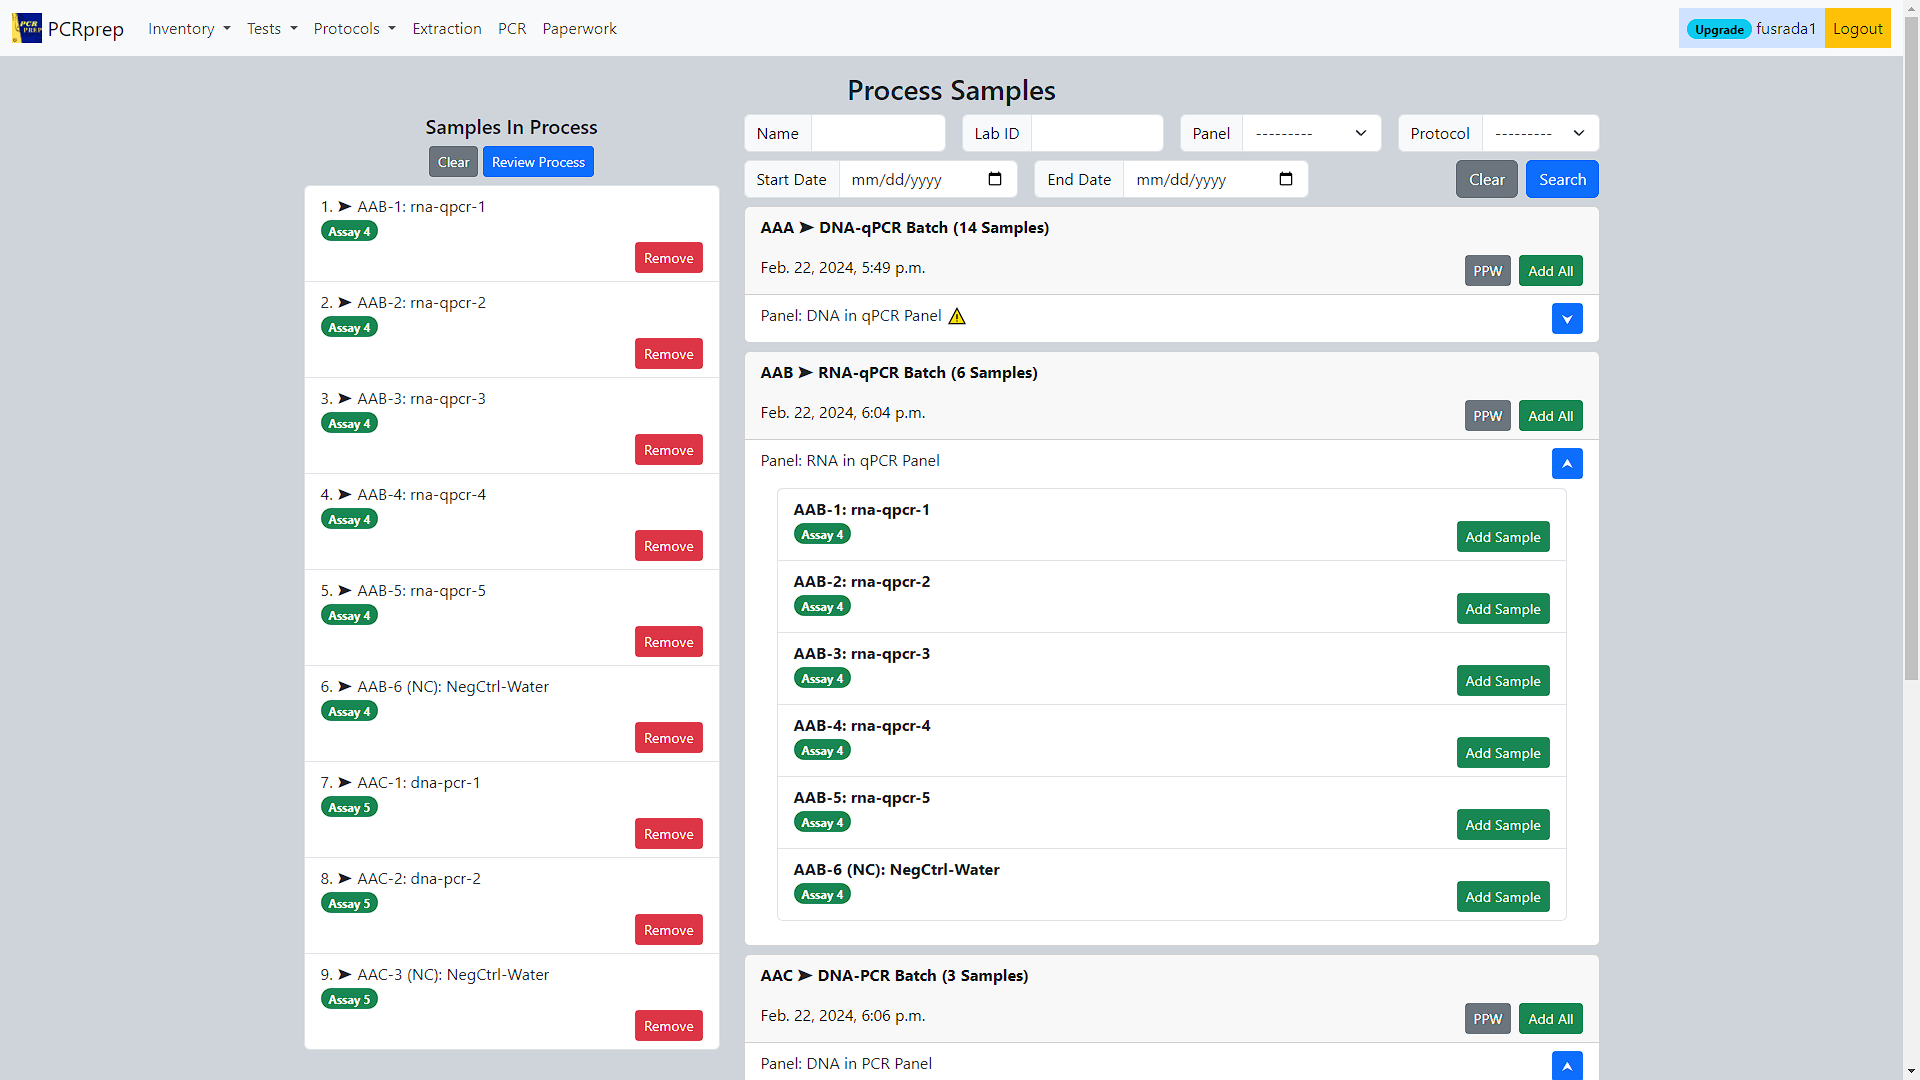 PCR PREP PCRprep Inventory Tests Protocols Extraction PCR Paperwork Upgrade fusrada1 Logout
Process Samples
Samples In Process
Clear Review Process
1. ➤ AAB-1: rna-qpcr-1
Assay 4
Remove
2. ➤ AAB-2: rna-qpcr-2
Assay 4
Remove
3. ➤ AAB-3: rna-qpcr-3
Assay 4
Remove
4. ➤ AAB-4: rna-qpcr-4
Assay 4
Remove
5. ➤ AAB-5: rna-qpcr-5
Assay 4
Remove
6. ➤ AAB-6 (NC): NegCtrl-Water
Assay 4
Remove
7. ➤ AAC-1: dna-pcr-1
Assay 5
Remove
8. ➤ AAC-2: dna-pcr-2
Assay 5
Remove
9. ➤ AAC-3 (NC): NegCtrl-Water
Assay 5
Remove
Name Lab ID Panel --------- Protocol ---------
Start Date mm/dd/yyyy End Date mm/dd/yyyy Clear Search
AAA ➤ DNA-qPCR Batch (14 Samples)
Feb. 22, 2024, 5:49 p.m.
PPW Add All
Panel: DNA in qPCR Panel ⚠
AAB ➤ RNA-qPCR Batch (6 Samples)
Feb. 22, 2024, 6:04 p.m.
PPW Add All
Panel: RNA in qPCR Panel
AAB-1: rna-qpcr-1
Assay 4
Add Sample
AAB-2: rna-qpcr-2
Assay 4
Add Sample
AAB-3: rna-qpcr-3
Assay 4
Add Sample
AAB-4: rna-qpcr-4
Assay 4
Add Sample
AAB-5: rna-qpcr-5
Assay 4
Add Sample
AAB-6 (NC): NegCtrl-Water
Assay 4
Add Sample
AAC ➤ DNA-PCR Batch (3 Samples)
Feb. 22, 2024, 6:06 p.m.
PPW Add All
Panel: DNA in PCR Panel